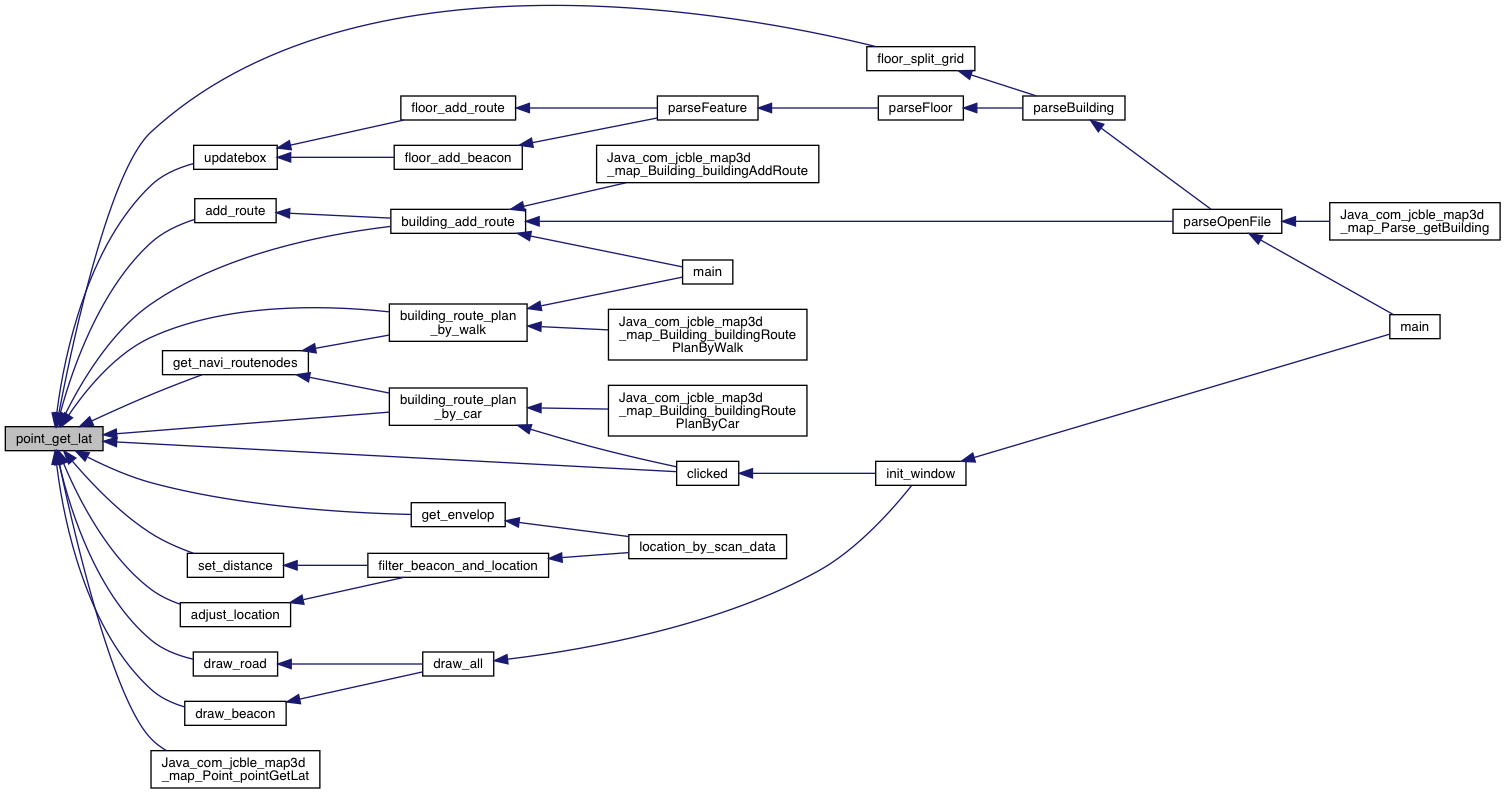 floor_split_grid
floor_add_route
parseFeature
parseFloor
parseBuilding
updatebox
floor_add_beacon
Java_com_jcble_map3d
_map_Building_buildingAddRoute
add_route
building_add_route
parseOpenFile
Java_com_jcble_map3d
_map_Parse_getBuilding
main
building_route_plan
_by_walk
Java_com_jcble_map3d
_map_Building_buildingRoute
PlanByWalk
main
get_navi_routenodes
building_route_plan
_by_car
Java_com_jcble_map3d
_map_Building_buildingRoute
PlanByCar
point_get_lat
clicked
init_window
get_envelop
location_by_scan_data
set_distance
filter_beacon_and_location
adjust_location
draw_road
draw_all
draw_beacon
Java_com_jcble_map3d
_map_Point_pointGetLat